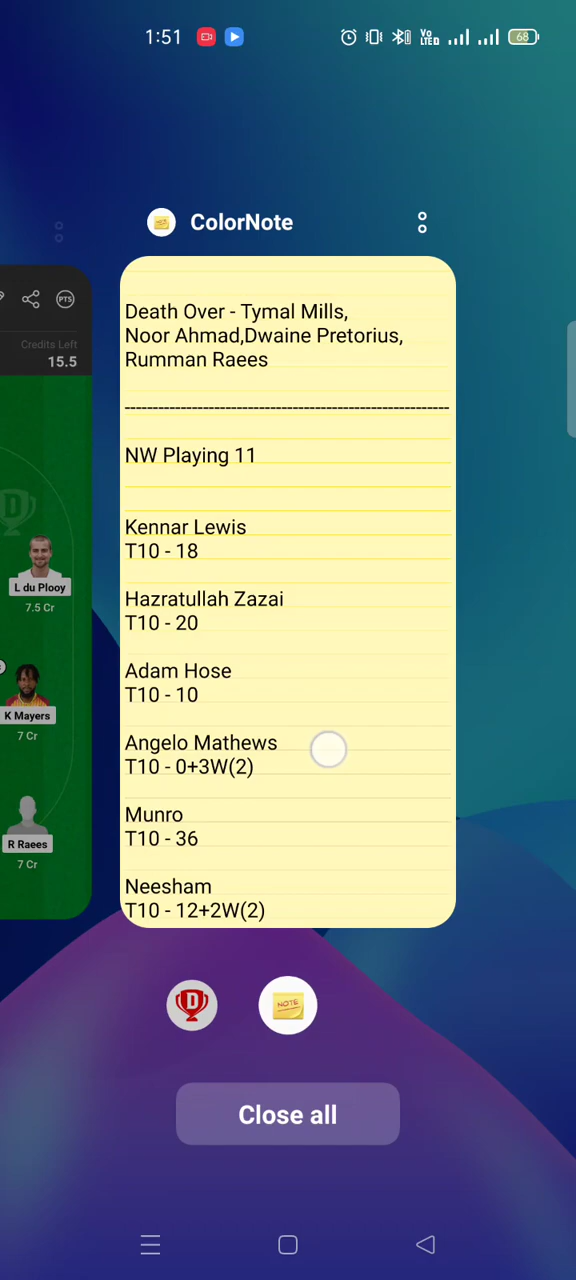 1:51
VoLTED
68
ColorNote
PTS
Credits Left
15.5
L du Plooy
7.5 Cr
K Mayers
7 Cr
R Raees
7 Cr
Death Over - Tymal Mills,
Noor Ahmad,Dwaine Pretorius,
Rumman Raees
--------------------------------------------------------
NW Playing 11
Kennar Lewis
T10 - 18
Hazratullah Zazai
T10 - 20
Adam Hose
T10 - 10
Angelo Mathews
T10 - 0+3W(2)
Munro
T10 - 36
Neesham
T10 - 12+2W(2)
D
NOTE
Close all